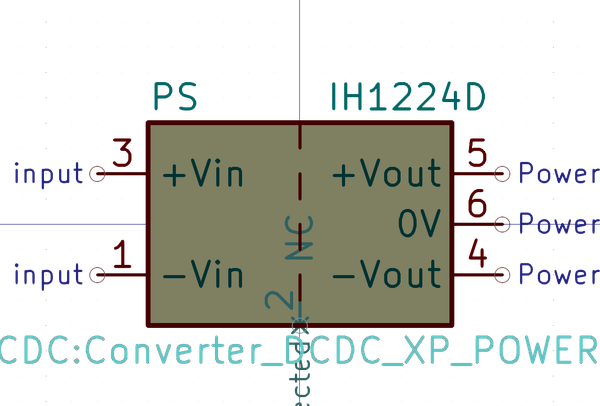 PS IH1224D
input 3 +Vin +Vout 5 Power
0V 6 Power
NC
input 1 -Vin -Vout 4 Power
2
CDC:Converter_DCDC_XP_POWER
ected